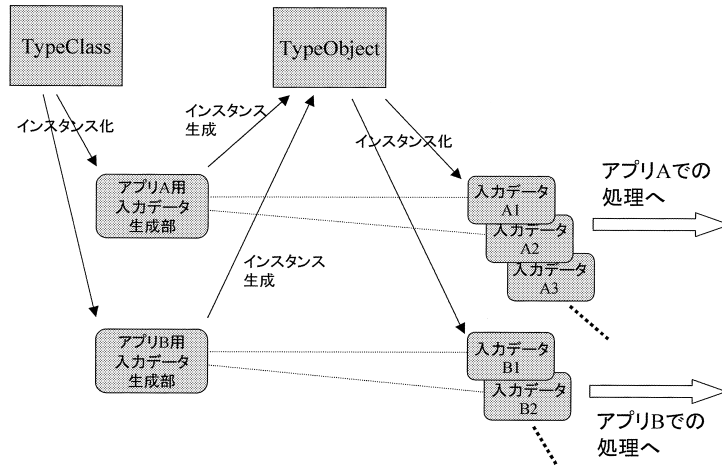 TypeClass
TypeObject
インスタンス化
インスタンス
生成
インスタンス化
アプリA用
入力データ
生成部
入力データ
A1
入力データ
A2
入力データ
A3
アプリAでの
処理へ
インスタンス
生成
アプリB用
入力データ
生成部
入力データ
B1
入力データ
B2
アプリBでの
処理へ